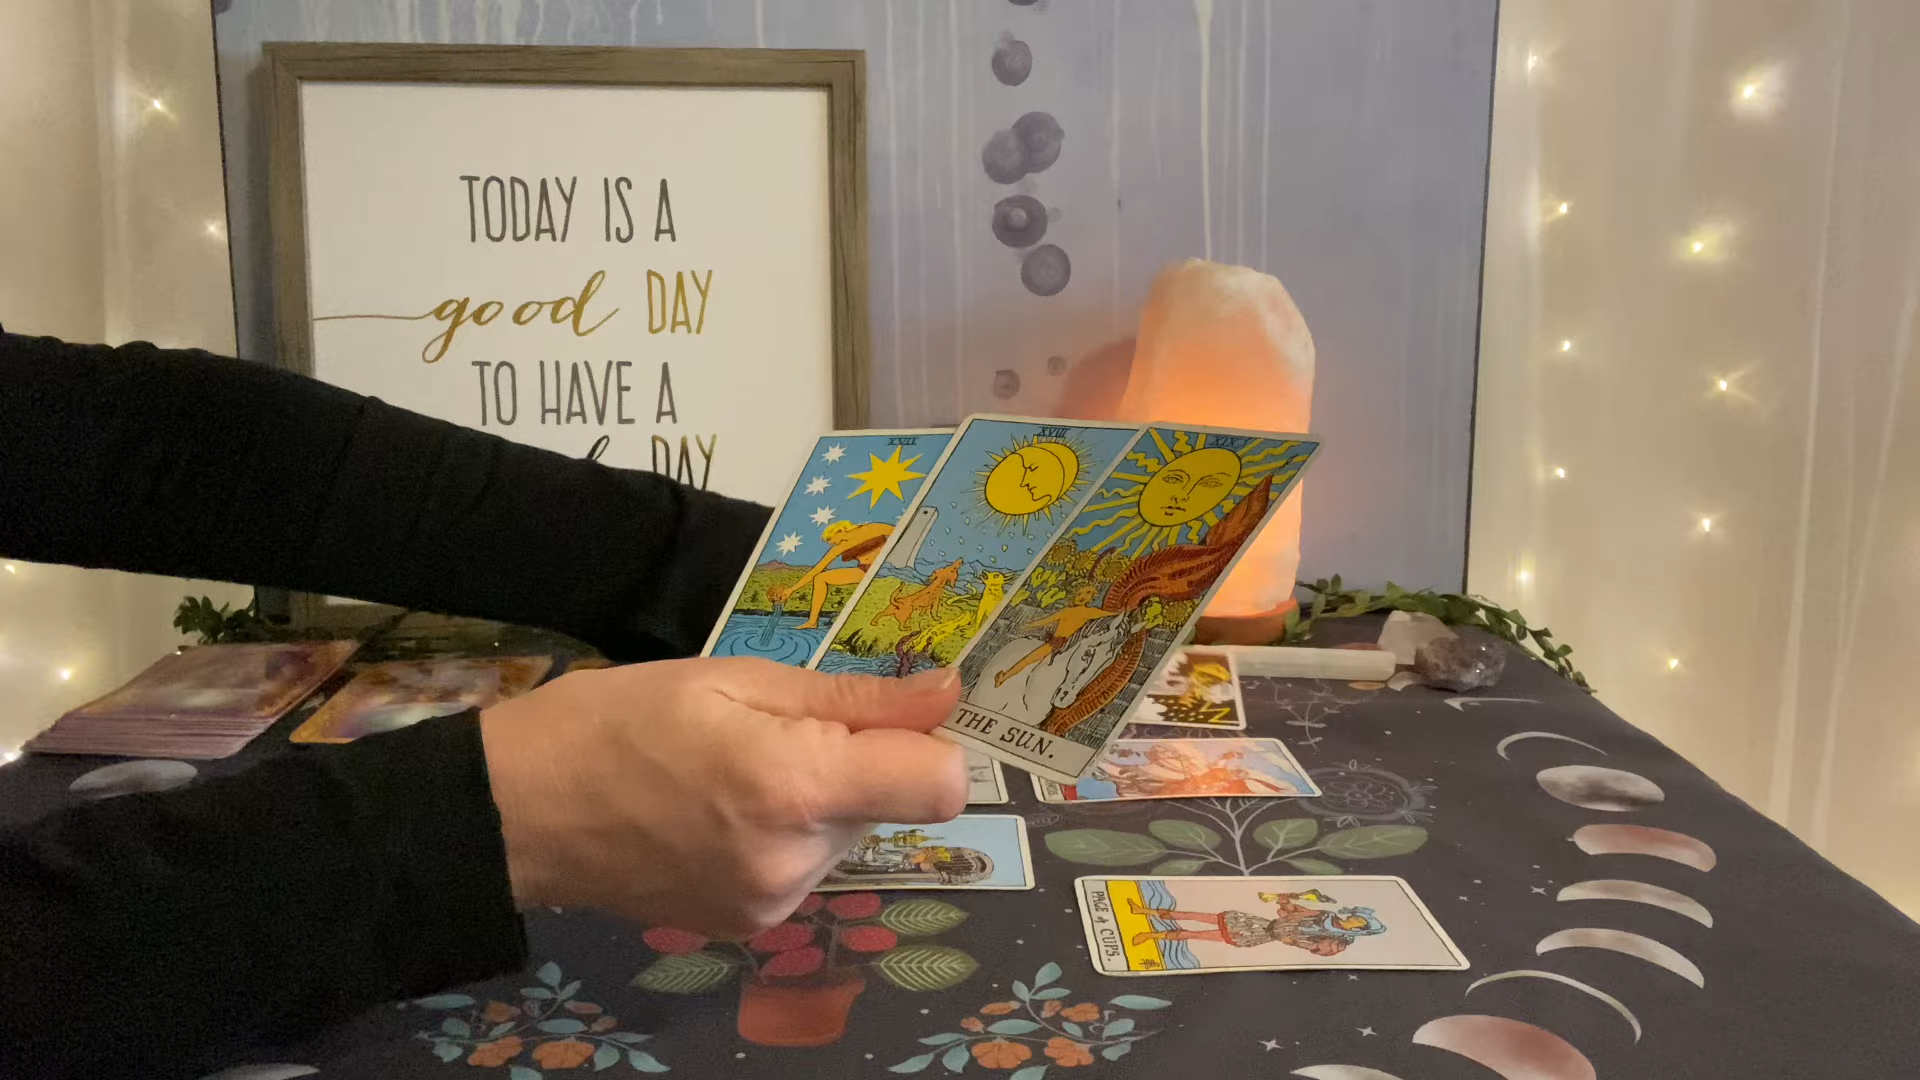 TODAY IS A
good DAY
TO HAVE A
DAY
XVII
XVIII
XIX
THE SUN.
PAGE of CUPS.